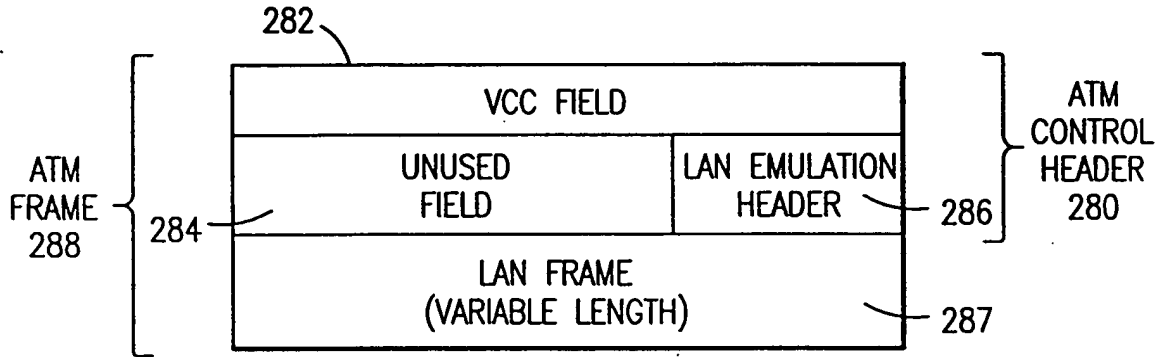 282
VCC FIELD
UNUSED
FIELD
LAN EMULATION
HEADER
LAN FRAME
(VARIABLE LENGTH)
ATM
FRAME
288
284
286
287
ATM
CONTROL
HEADER
280